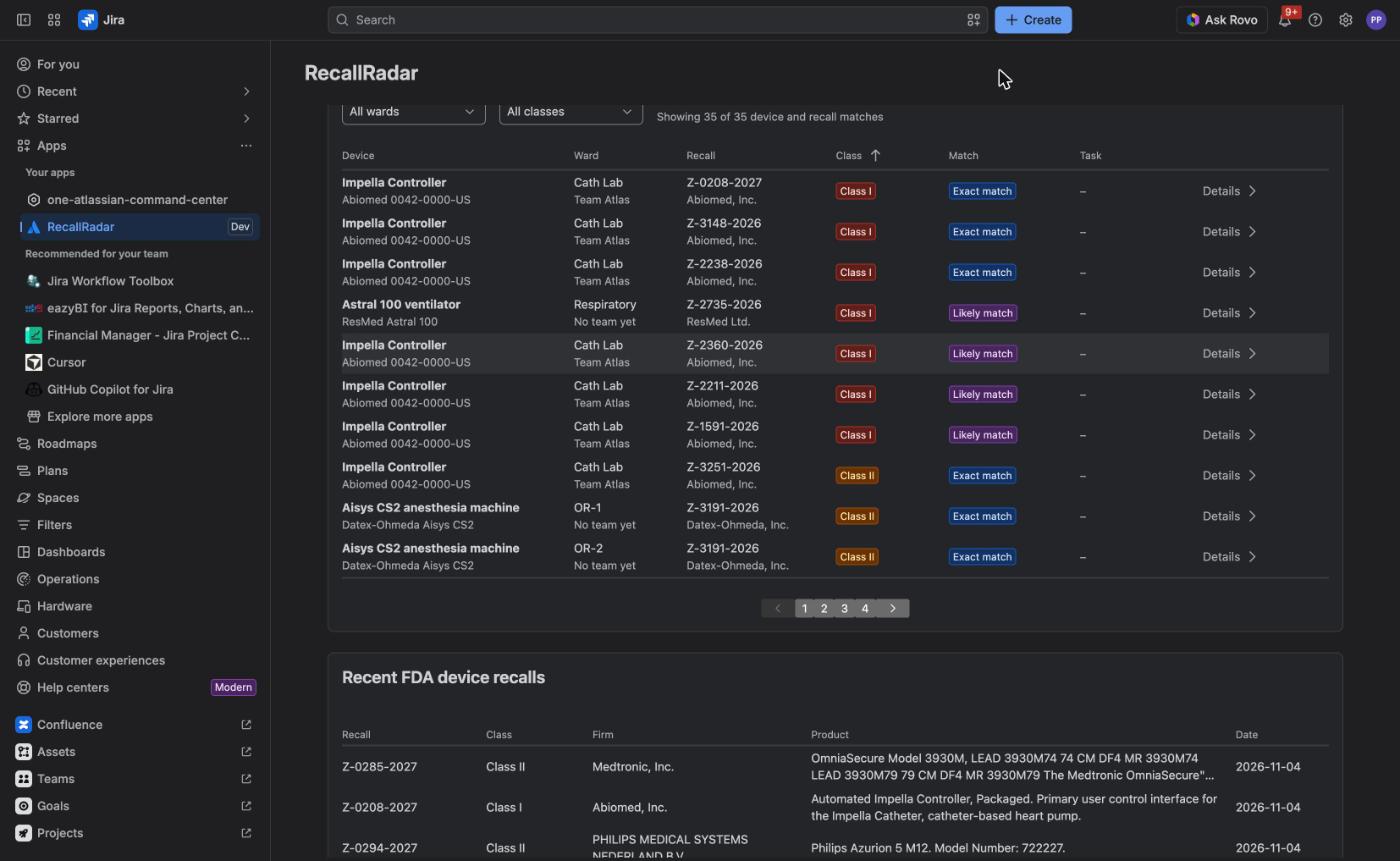 Jira
Search
Create
Ask Rovo
9+
PP
For you
Recent
Starred
Apps
Your apps
one-atlassian-command-center
RecallRadar
Dev
Recommended for your team
Jira Workflow Toolbox
eazyBI for Jira Reports, Charts, an...
Financial Manager - Jira Project C...
Cursor
GitHub Copilot for Jira
Explore more apps
Roadmaps
Plans
Spaces
Filters
Dashboards
Operations
Hardware
Customers
Customer experiences
Help centers
Modern
Confluence
Assets
Teams
Goals
Projects
RecallRadar
All wards
All classes
Showing 35 of 35 device and recall matches
Device Ward Recall Class Match Task
Impella Controller Cath Lab Z-0208-2027
Class I Exact match – Details
Abiomed 0042-0000-US Team Atlas Abiomed, Inc.
Impella Controller Cath Lab Z-3148-2026
Class I Exact match – Details
Abiomed 0042-0000-US Team Atlas Abiomed, Inc.
Impella Controller Cath Lab Z-2238-2026
Class I Exact match – Details
Abiomed 0042-0000-US Team Atlas Abiomed, Inc.
Astral 100 ventilator Respiratory Z-2735-2026
Class I Likely match – Details
ResMed Astral 100 No team yet ResMed Ltd.
Impella Controller Cath Lab Z-2360-2026
Class I Likely match – Details
Abiomed 0042-0000-US Team Atlas Abiomed, Inc.
Impella Controller Cath Lab Z-2211-2026
Class I Likely match – Details
Abiomed 0042-0000-US Team Atlas Abiomed, Inc.
Impella Controller Cath Lab Z-1591-2026
Class I Likely match – Details
Abiomed 0042-0000-US Team Atlas Abiomed, Inc.
Impella Controller Cath Lab Z-3251-2026
Class II Exact match – Details
Abiomed 0042-0000-US Team Atlas Abiomed, Inc.
Aisys CS2 anesthesia machine OR-1 Z-3191-2026
Class II Exact match – Details
Datex-Ohmeda Aisys CS2 No team yet Datex-Ohmeda, Inc.
Aisys CS2 anesthesia machine OR-2 Z-3191-2026
Class II Exact match – Details
Datex-Ohmeda Aisys CS2 No team yet Datex-Ohmeda, Inc.
1 2 3 4
Recent FDA device recalls
Recall Class Firm Product Date
OmniaSecure Model 3930M, LEAD 3930M74 74 CM DF4 MR 3930M74
Z-0285-2027 Class II Medtronic, Inc. 2026-11-04
LEAD 3930M79 79 CM DF4 MR 3930M79 The Medtronic OmniaSecure"...
Automated Impella Controller, Packaged. Primary user control interface for
Z-0208-2027 Class I Abiomed, Inc. 2026-11-04
the Impella Catheter, catheter-based heart pump.
PHILIPS MEDICAL SYSTEMS
Z-0294-2027 Class II Philips Azurion 5 M12. Model Number: 722227. 2026-11-04
NEDERLAND B.V.